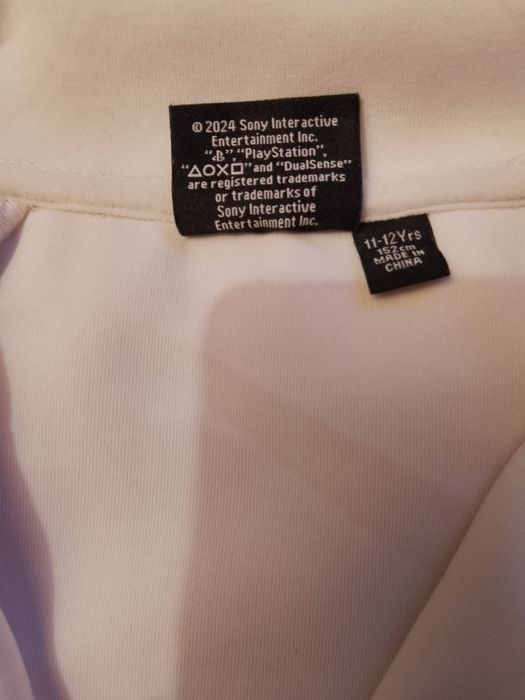 © 2024 Sony Interactive
Entertainment Inc.
“PS”, “PlayStation”,
“△○×□” and “DualSense”
are registered trademarks
or trademarks of
Sony Interactive
Entertainment Inc.
11-12Yrs
152cm
MADE IN
CHINA